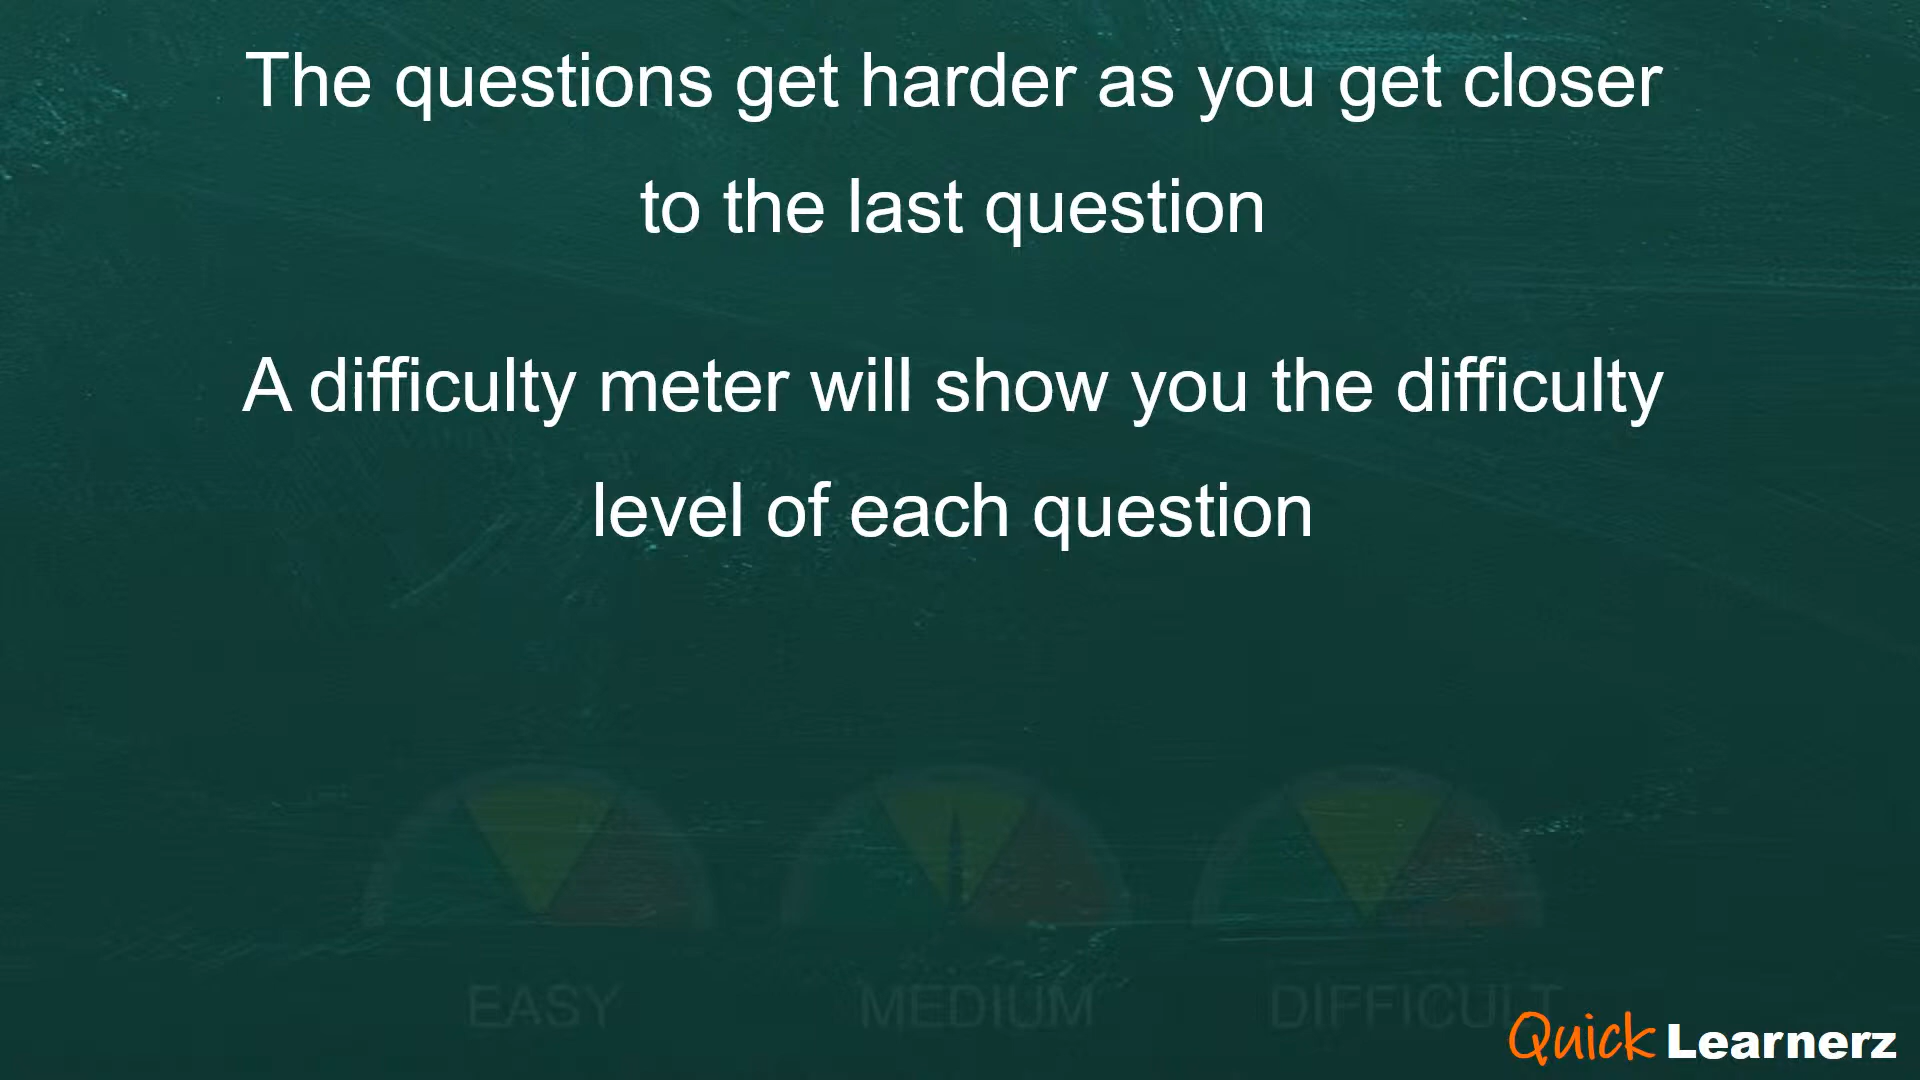 The questions get harder as you get closer
to the last question
A difficulty meter will show you the difficulty
level of each question
EASY MEDIUM DIFFICULT
Quick Learnerz